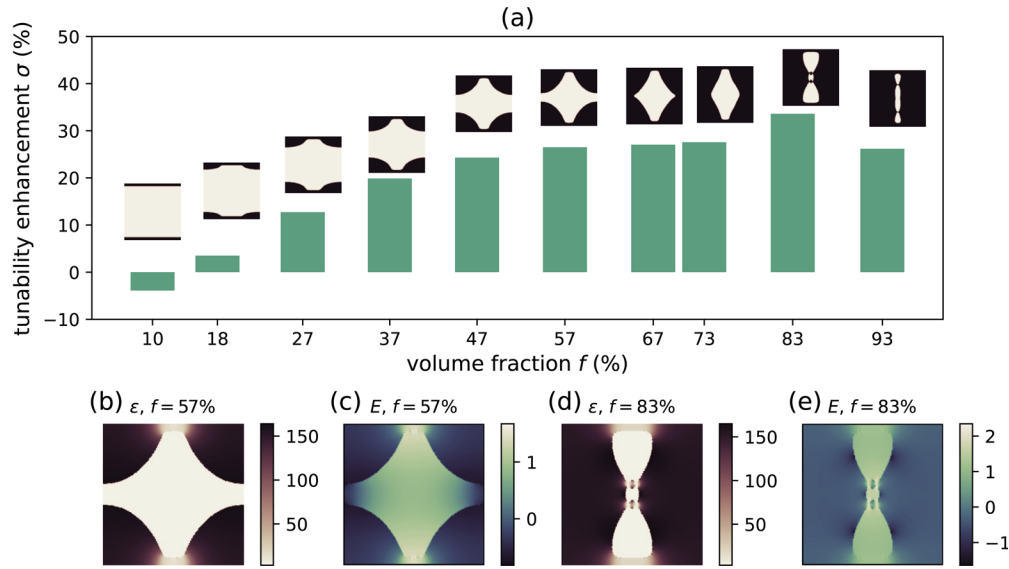 (a)
tunability enhancement σ (%)
50
40
30
20
10
0
−10
10 18 27 37 47 57 67 73 83 93
volume fraction f (%)
(b) ε, f = 57%
150
100
50
(c) E, f = 57%
1
0
(d) ε, f = 83%
150
100
50
(e) E, f = 83%
2
1
0
−1